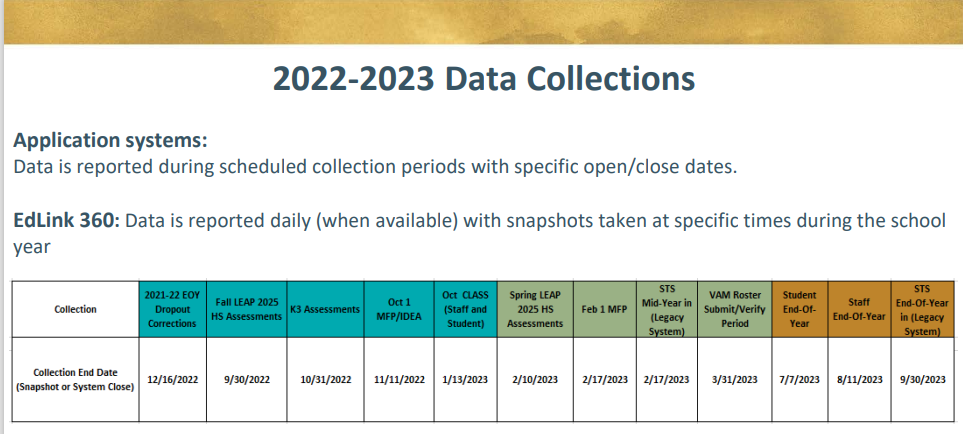 2022-2023 Data Collections
Application systems:
Data is reported during scheduled collection periods with specific open/close dates.
EdLink 360: Data is reported daily (when available) with snapshots taken at specific times during the school
year
Collection
2021-22 EOY
Dropout
Corrections
Fall LEAP 2025
HS Assessments
K3 Assessments
Oct 1
MFP/IDEA
Oct CLASS
(Staff and
Student)
Spring LEAP
2025 HS
Assessments
Feb 1 MFP
STS
Mid-Year in
(Legacy
System)
VAM Roster
Submit/Verify
Period
Student
End-Of-
Year
Staff
End-Of-Year
STS
End-Of-Year
in (Legacy
System)
Collection End Date
(Snapshot or System Close)
12/16/2022
9/30/2022
10/31/2022
11/11/2022
1/13/2023
2/10/2023
2/17/2023
2/17/2023
3/31/2023
7/7/2023
8/11/2023
9/30/2023